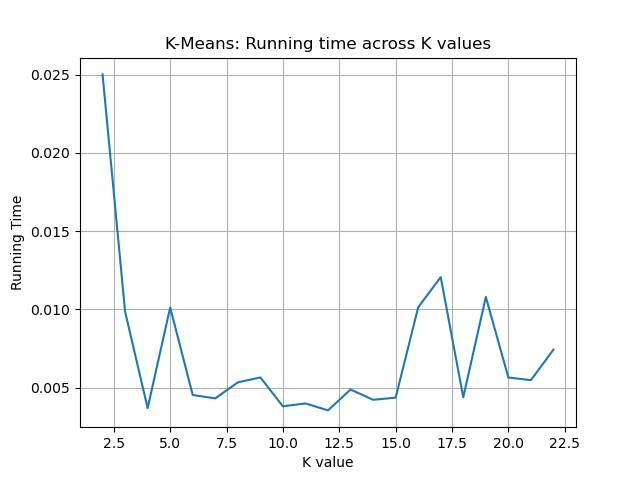 K-Means: Running time across K values
0.025
0.020
0.015
0.010
0.005
Running Time
2.5 5.0 7.5 10.0 12.5 15.0 17.5 20.0 22.5
K value